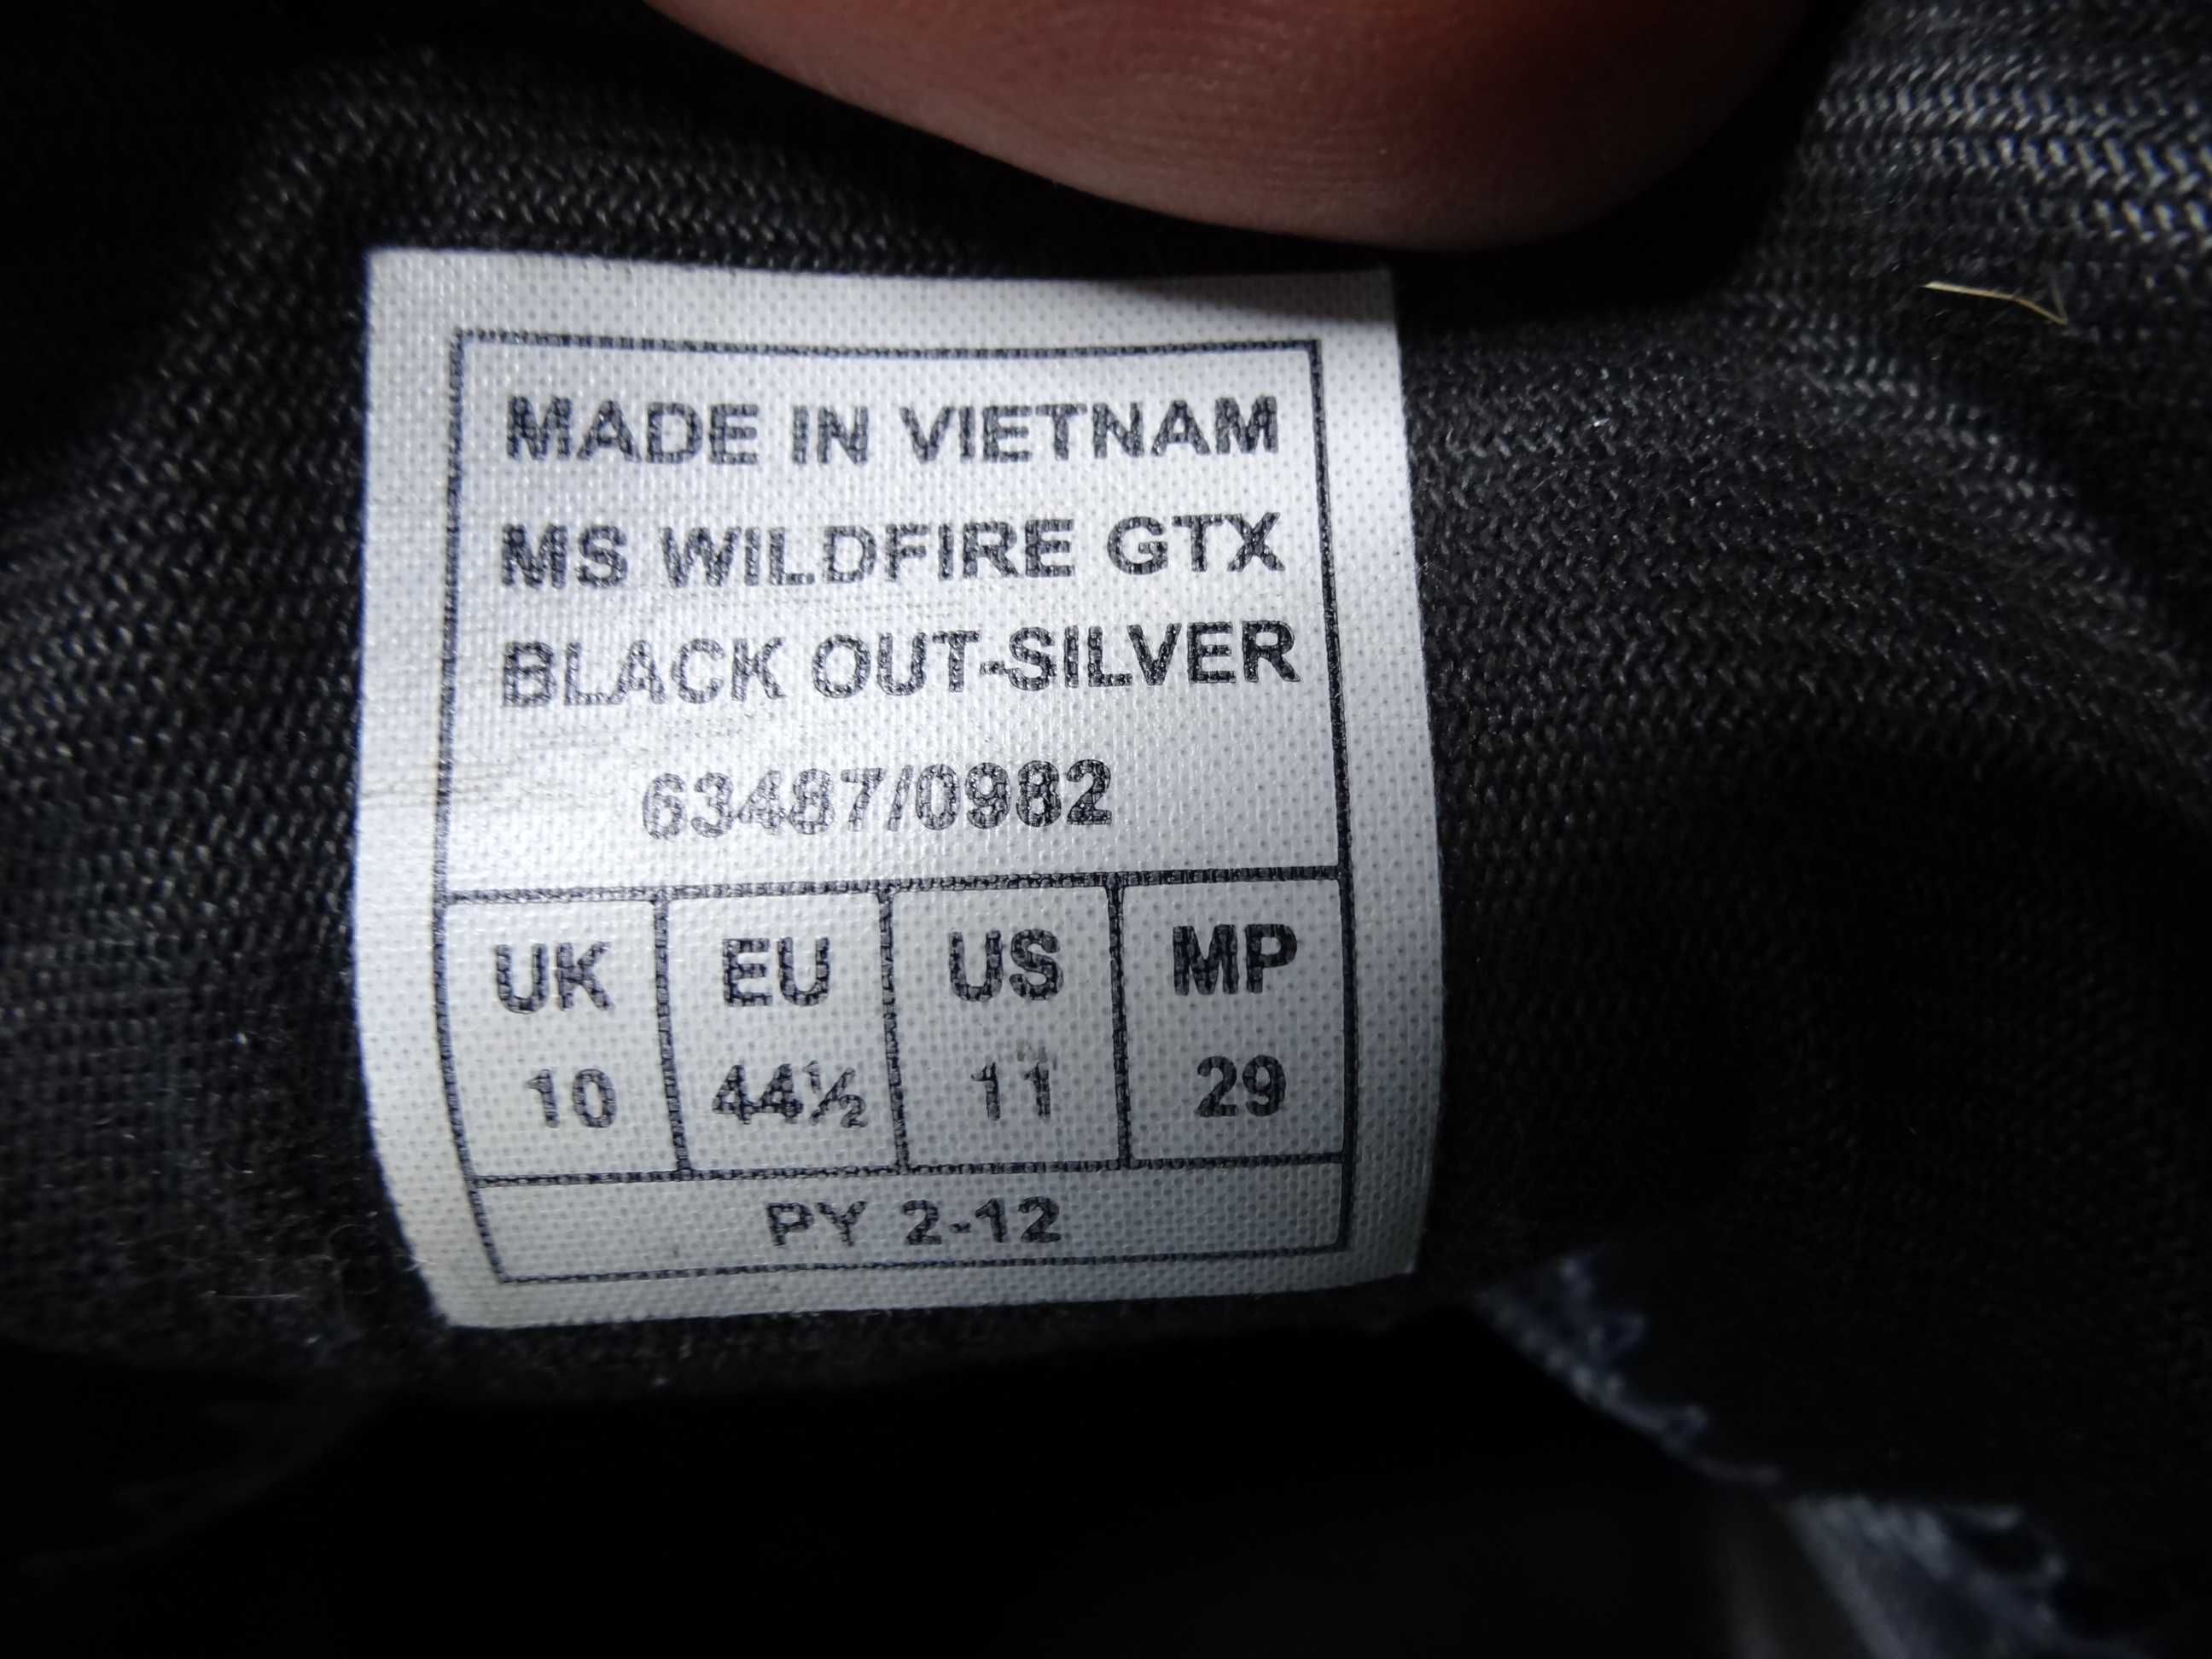 MADE IN VIETNAM
MS WILDFIRE GTX
BLACK OUT-SILVER
63487/0982
UK EU US MP
10 44½ 11 29
PY 2-12